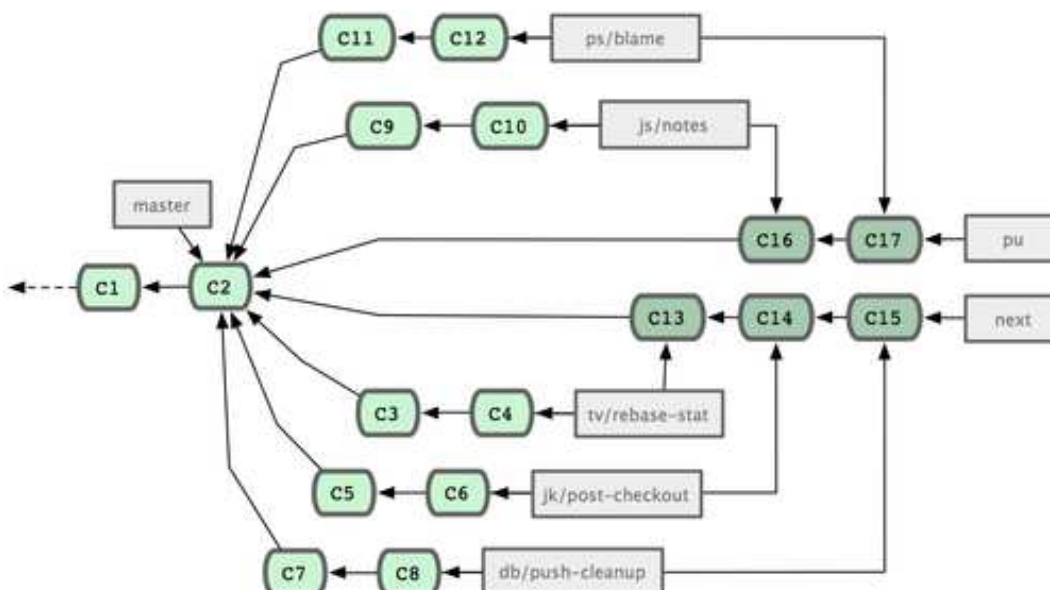 C11 C12 ps/blame
C9 C10 js/notes
master
C16 C17 pu
C1 C2
C13 C14 C15 next
C3 C4 tv/rebase-stat
C5 C6 jk/post-checkout
C7 C8 db/push-cleanup